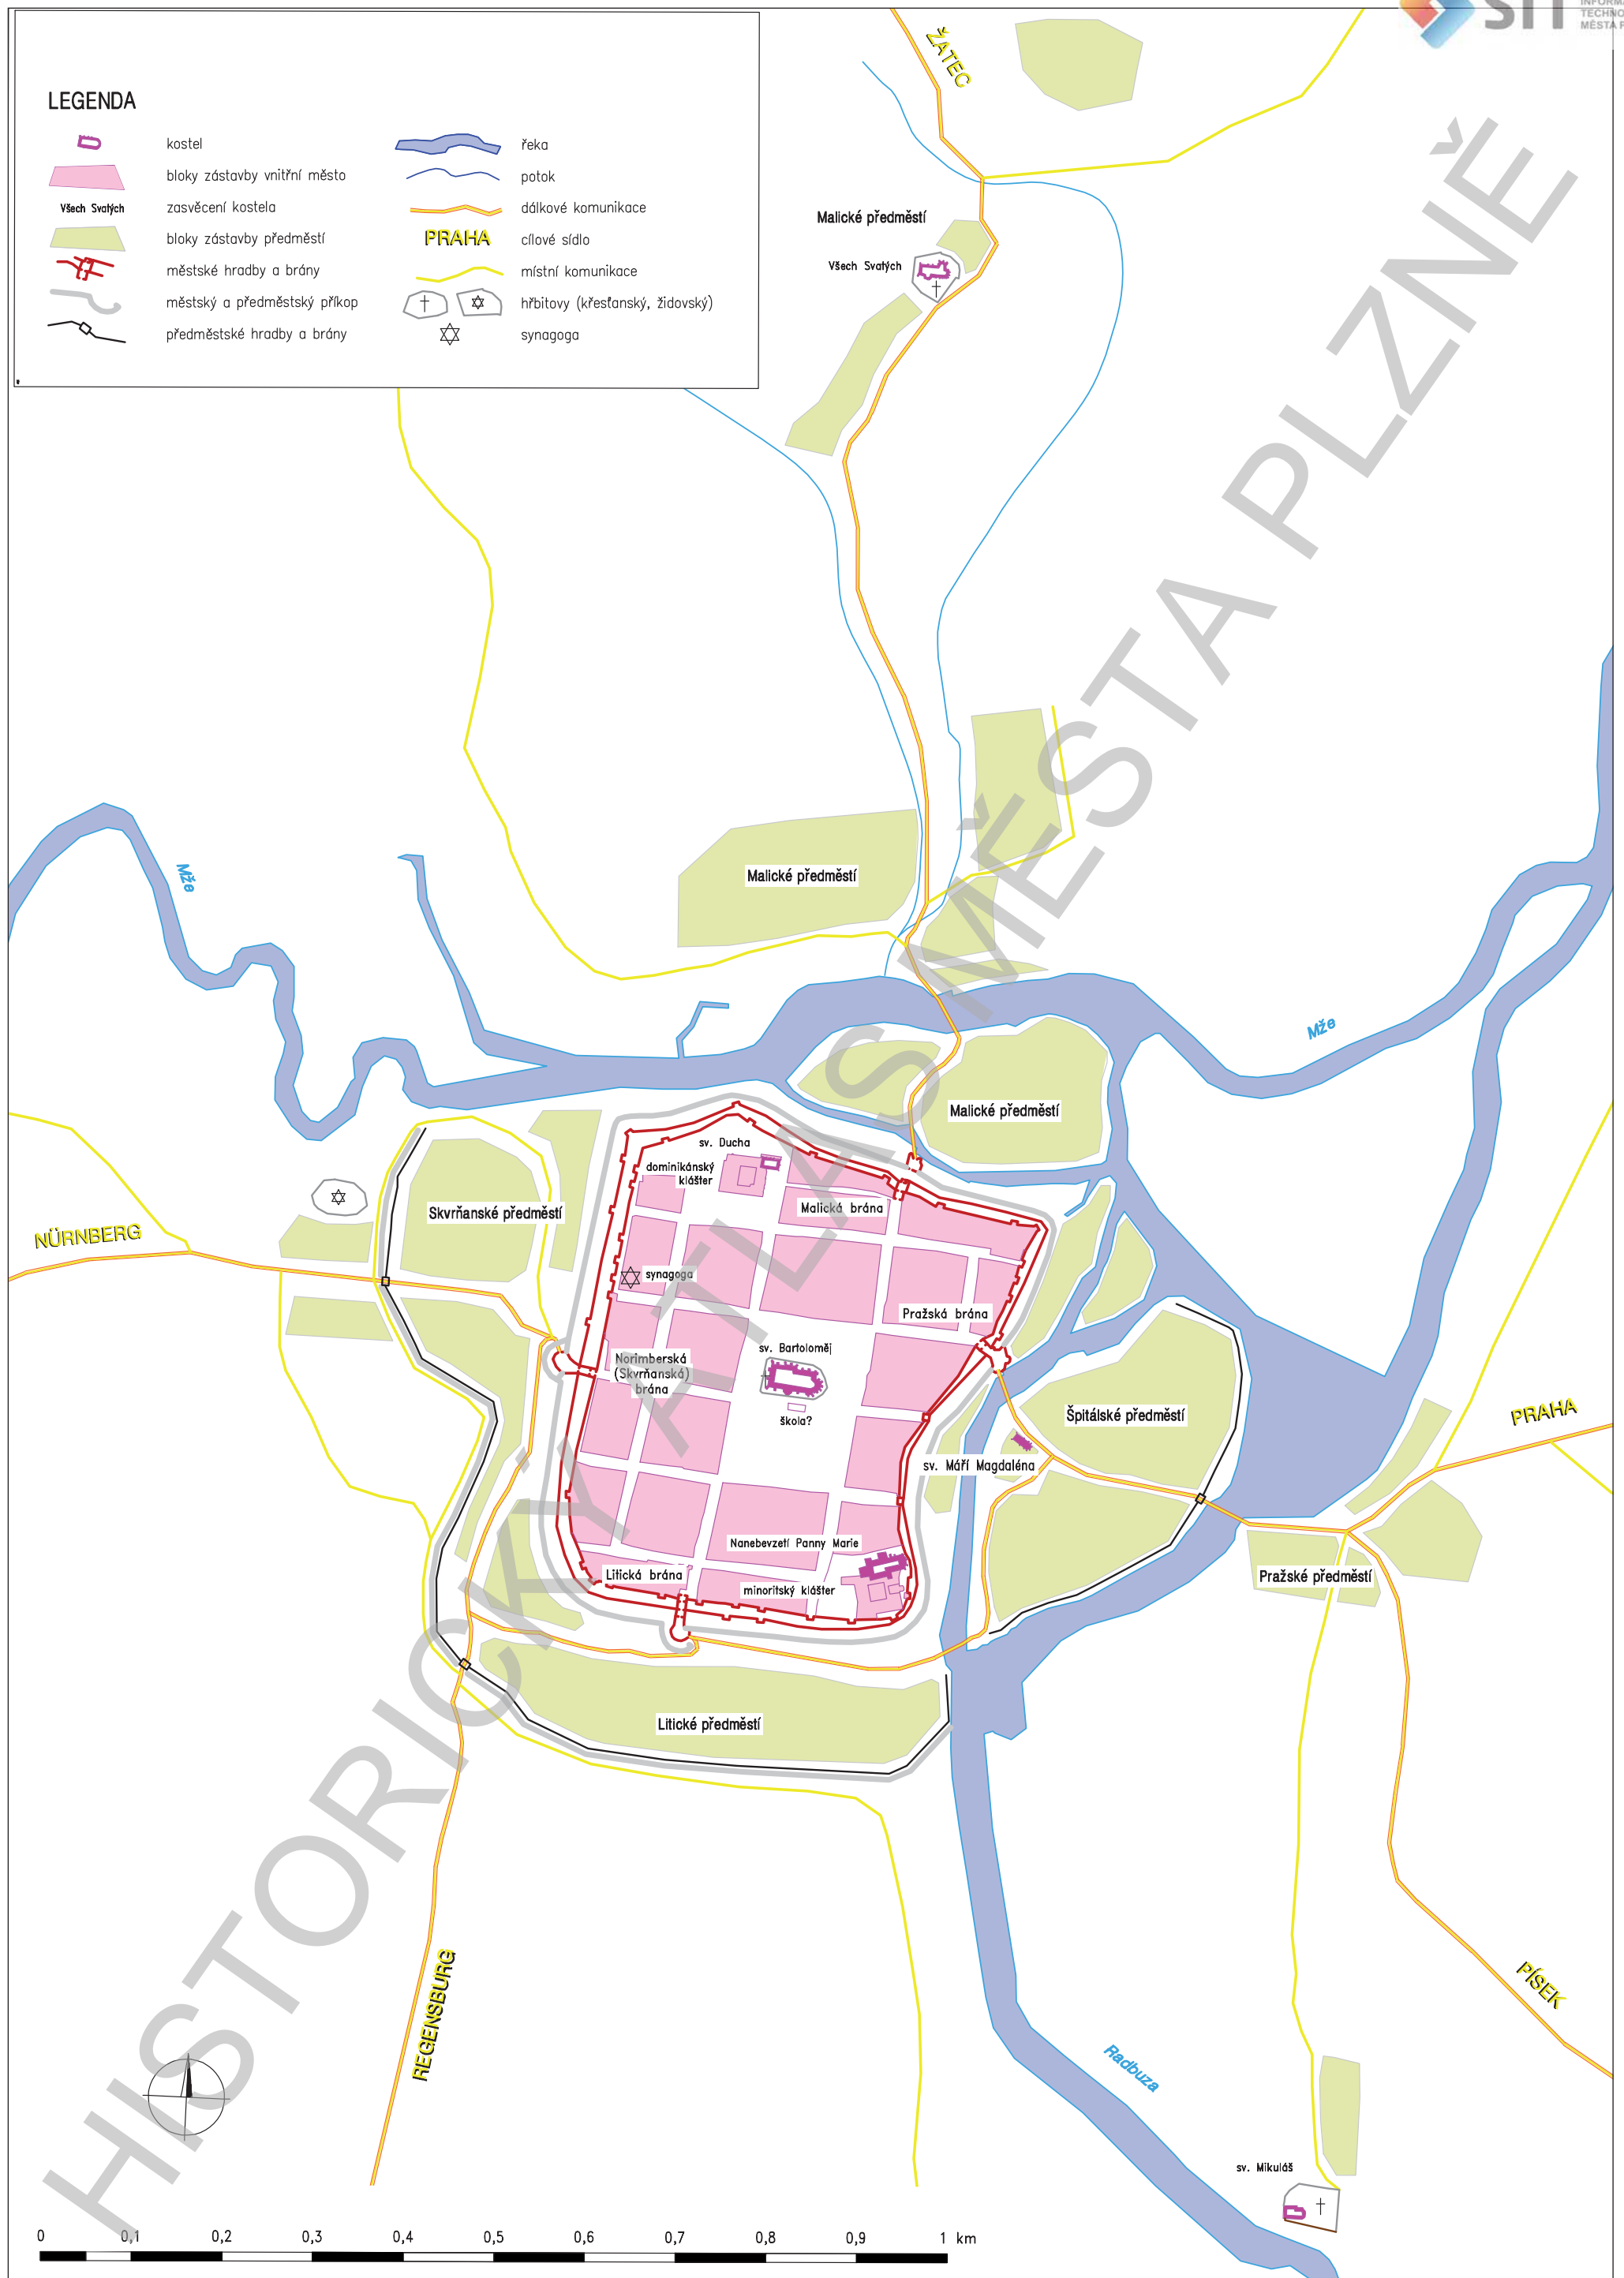 SIT
TECHNO
MĚSTA P
LEGENDA
kostel
bloky zástavby vnitřní město
Všech Svatých
zasvěcení kostela
bloky zástavby předměstí
městské hradby a brány
městský a předměstský příkop
předměstské hradby a brány
řeka
potok
dálkové komunikace
PRAHA
cílové sídlo
místní komunikace
hřbitovy (křesťanský, židovský)
synagoga
ŽATEC
Malické předměstí
Všech Svatých
Mže
Malické předměstí
Mže
Malické předměstí
sv. Ducha
dominikánský
klášter
Malická brána
Skvrňanské předměstí
NÜRNBERG
synagoga
Pražská brána
sv. Bartoloměj
Norimberská
(Skvrňanská)
brána
škola?
Špitálské předměstí
PRAHA
sv. Máří Magdaléna
Nanebevzetí Panny Marie
Litická brána
minoritský klášter
Pražské předměstí
Litické předměstí
REGENSBURG
PÍSEK
Radbuza
sv. Mikuláš
0
0,1
0,2
0,3
0,4
0,5
0,6
0,7
0,8
0,9
1 km
HISTORICKÝ ATLAS MĚSTA PLZNĚ